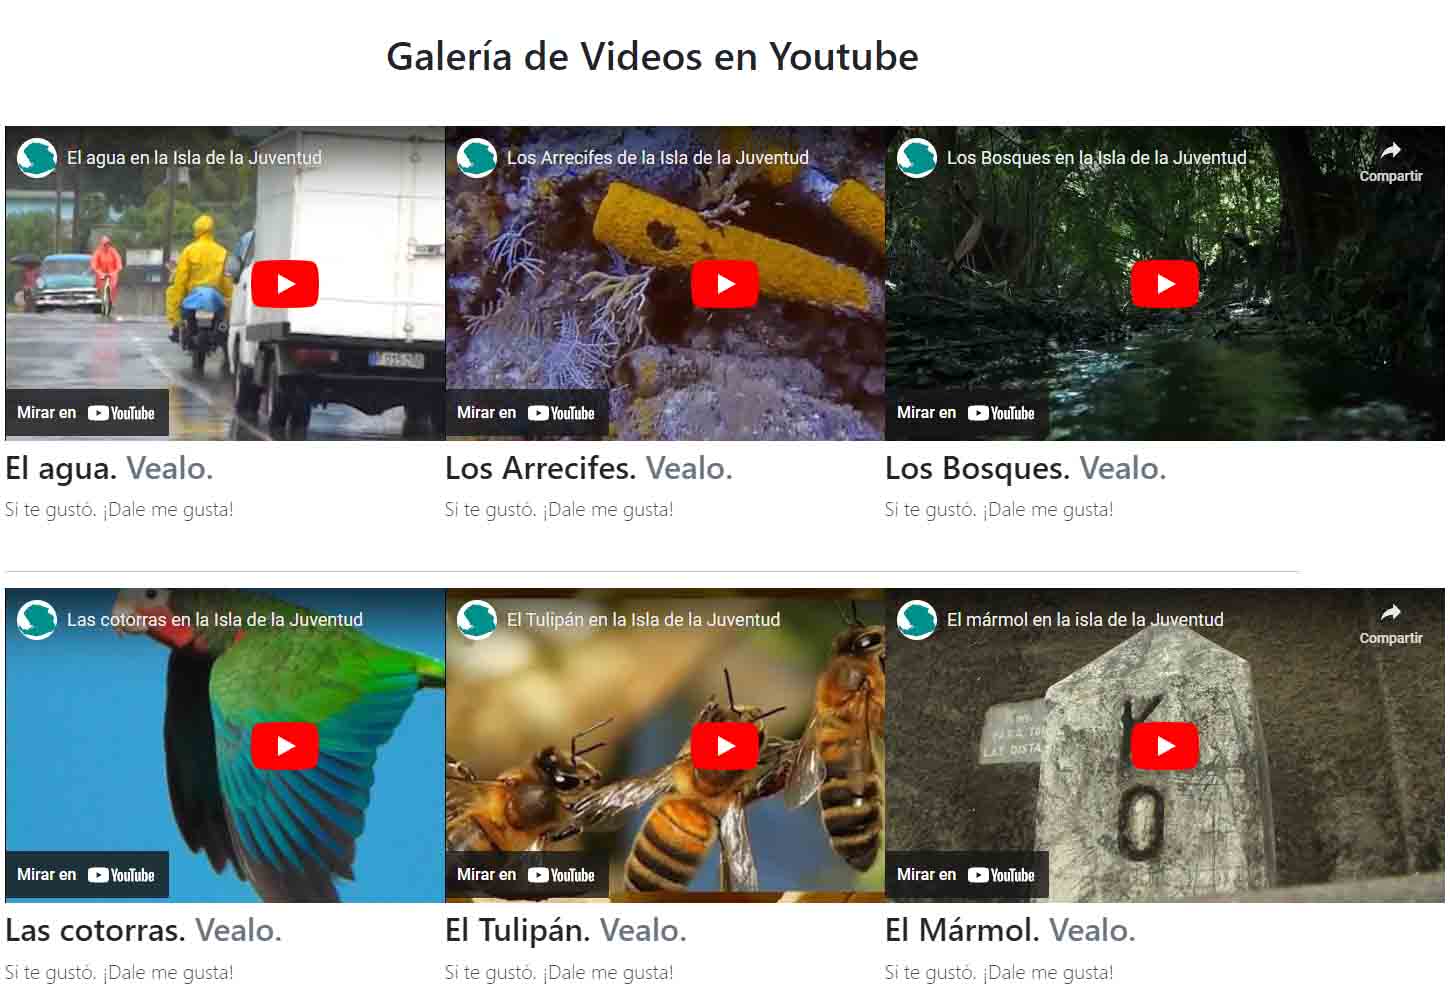 Galería de Videos en Youtube
El agua en la Isla de la Juventud
Los Arrecifes de la Isla de la Juventud
Los Bosques en la Isla de la Juventud
Compartir
Mirar en YouTube
Mirar en YouTube
Mirar en YouTube
El agua. Vealo.
Los Arrecifes. Vealo.
Los Bosques. Vealo.
Si te gustó. ¡Dale me gusta!
Si te gustó. ¡Dale me gusta!
Si te gustó. ¡Dale me gusta!
Las cotorras en la Isla de la Juventud
El Tulipán en la Isla de la Juventud
El mármol en la isla de la Juventud
Compartir
K
PARA
LAS
0
Mirar en YouTube
Mirar en YouTube
Mirar en YouTube
Las cotorras. Vealo.
El Tulipán. Vealo.
El Mármol. Vealo.
Si te gustó. ¡Dale me gusta!
Si te gustó. ¡Dale me gusta!
Si te gustó. ¡Dale me gusta!